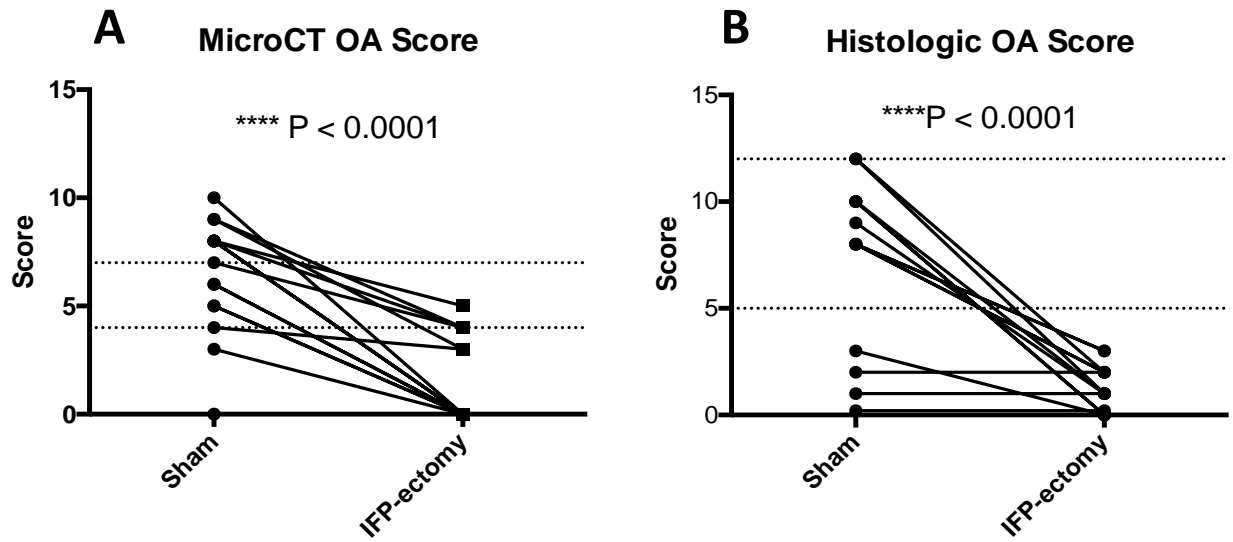 A
MicroCT OA Score
15
10
5
0
Score
**** P < 0.0001
Sham
IFP-ectomy
B
Histologic OA Score
15
10
5
0
Score
****P < 0.0001
Sham
IFP-ectomy